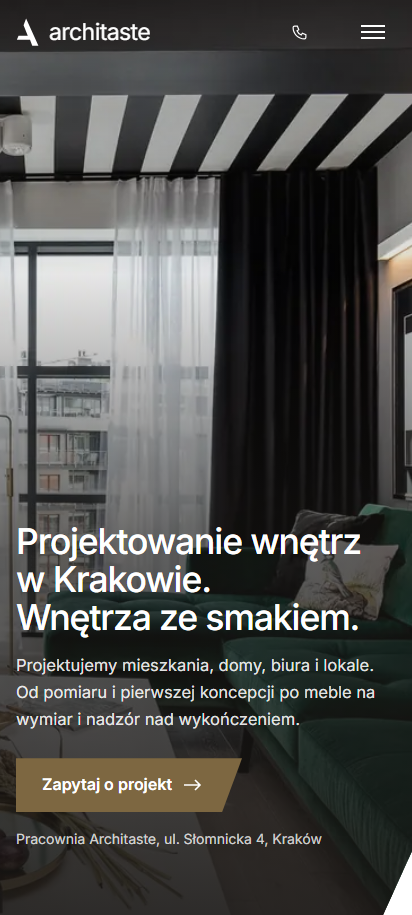 architaste
Projektowanie wnętrz
w Krakowie.
Wnętrza ze smakiem.
Projektujemy mieszkania, domy, biura i lokale.
Od pomiaru i pierwszej koncepcji po meble na
wymiar i nadzór nad wykończeniem.
Zapytaj o projekt →
Pracownia Architaste, ul. Słomnicka 4, Kraków